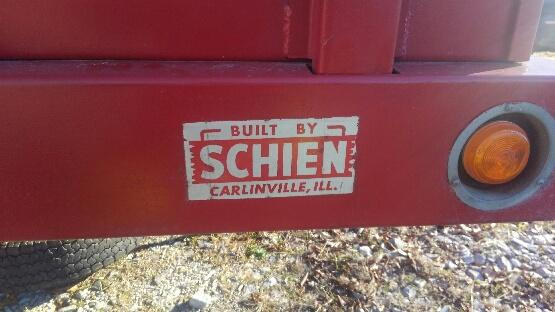 BUILT BY
SCHIEN
CARLINVILLE, ILL.